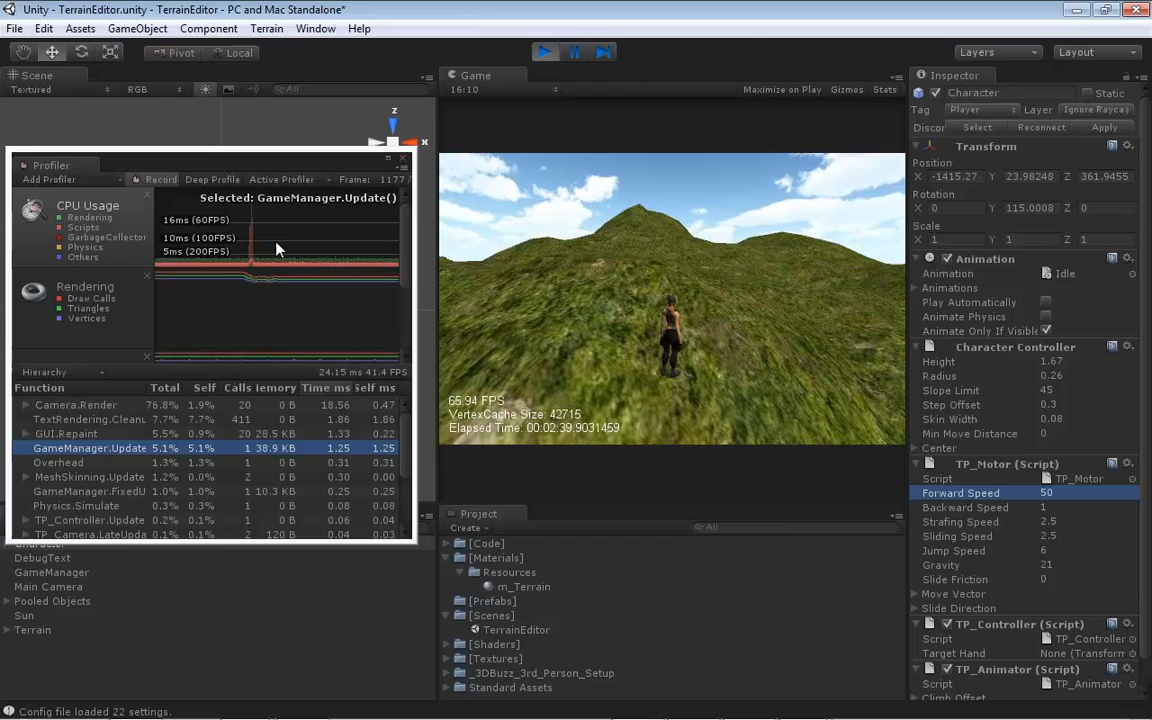 Unity - TerrainEditor.unity - TerrainEditor - PC and Mac Standalone*
File Edit Assets GameObject Component Terrain Window Help
Pivot Local Layers Layout
Scene
Textured RGB All
z
x
Profiler
Add Profiler Record Deep Profile Active Profiler Frame: 1177/
Selected: GameManager.Update()
CPU Usage
Rendering
Scripts
GarbageCollector
Physics
Others
16ms (60FPS)
10ms (100FPS)
5ms (200FPS)
Rendering
Draw Calls
Triangles
Vertices
Hierarchy 24.15 ms 41.4 FPS
Function Total Self Calls iemory Time ms Self ms
Camera.Render 76.8% 1.9% 20 0 B 18.56 0.47
TextRendering.Cleanu 7.7% 7.7% 411 0 B 1.86 1.86
GUI.Repaint 5.5% 0.9% 20 28.5 KB 1.33 0.22
GameManager.Update 5.1% 5.1% 1 38.9 KB 1.25 1.25
Overhead 1.3% 1.3% 1 0 B 0.31 0.31
MeshSkinning.Update 1.2% 0.0% 2 0 B 0.30 0.00
GameManager.FixedU 1.0% 1.0% 1 10.3 KB 0.25 0.25
Physics.Simulate 0.3% 0.3% 1 0 B 0.08 0.08
TP_Controller.Update 0.2% 0.1% 1 0 B 0.06 0.04
TP_Camera.LateUpda 0.1% 0.1% 2 120 B 0.04 0.03
Character
DebugText
GameManager
Main Camera
Pooled Objects
Sun
Terrain
Config file loaded 22 settings.
Game
16:10 Maximize on Play Gizmos Stats
65.94 FPS
VertexCache Size: 42715
Elapsed Time: 00:02:39.9031459
Project
Create All
[Code]
[Materials]
Resources
m_Terrain
[Prefabs]
[Scenes]
TerrainEditor
[Shaders]
[Textures]
_3DBuzz_3rd_Person_Setup
Standard Assets
Inspector
Character Static
Tag Player Layer Ignore Rayca
Discor Select Reconnect Apply
Transform
Position
X -1415.27 Y 23.98248 Z 361.9455
Rotation
X 0 Y 115.0008 Z 0
Scale
X 1 Y 1 Z 1
Animation
Animation Idle
Animations
Play Automatically
Animate Physics
Animate Only If Visible
Character Controller
Height 1.67
Radius 0.26
Slope Limit 45
Step Offset 0.3
Skin Width 0.08
Min Move Distance 0
Center
TP_Motor (Script)
Script TP_Motor
Forward Speed 50
Backward Speed 1
Strafing Speed 2.5
Sliding Speed 2.5
Jump Speed 6
Gravity 21
Slide Friction 0
Move Vector
Slide Direction
TP_Controller (Script)
Script TP_Controller
Target Hand None (Transform
TP_Animator (Script)
Script TP_Animator
Climb Offset